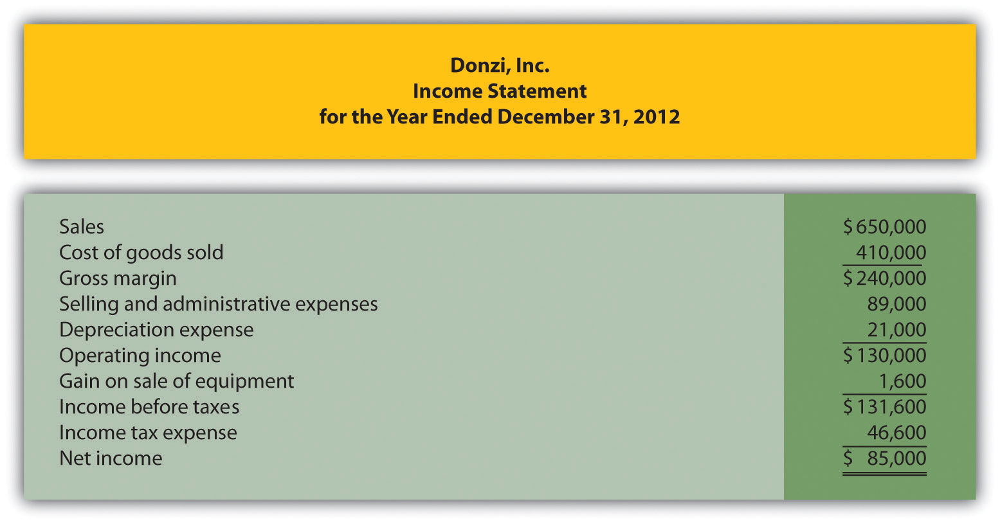 Donzi, Inc.
Income Statement
for the Year Ended December 31, 2012
Sales $650,000
Cost of goods sold 410,000
Gross margin $240,000
Selling and administrative expenses 89,000
Depreciation expense 21,000
Operating income $130,000
Gain on sale of equipment 1,600
Income before taxes $131,600
Income tax expense 46,600
Net income $ 85,000